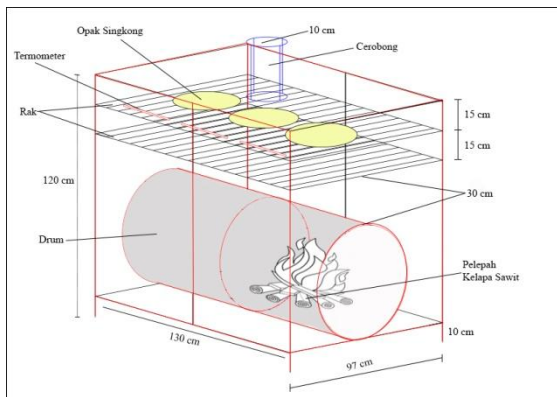 Opak Singkong
10 cm
Cerobong
Termometer
Rak
15 cm
15 cm
120 cm
30 cm
Drum
Pelepah
Kelapa Sawit
10 cm
130 cm
97 cm